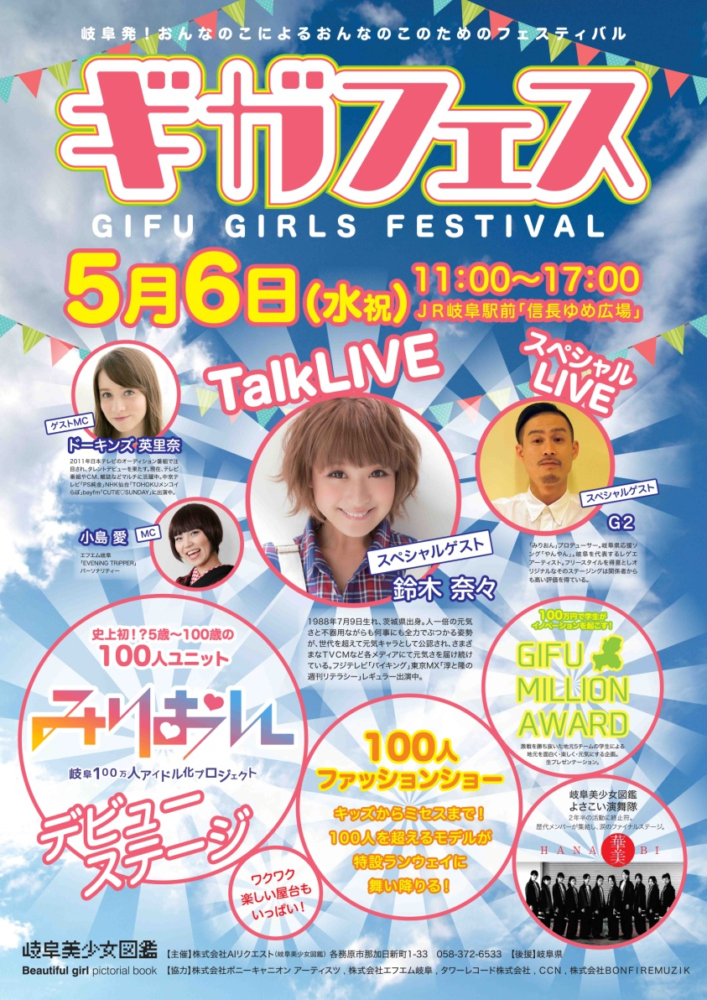 岐阜発！おんなのこによるおんなのこのためのフェスティバル
ギガフェス
GIFU GIRLS FESTIVAL
5月6日(水祝)
11:00〜17:00
JR岐阜駅前「信長ゆめ広場」
TalkLIVE
スペシャル
LIVE
ゲストMC
ドーキンズ 英里奈
2011年日本テレビのオーディション番組で注
目され、タレントデビューを果たす。現在、テレビ
番組やCM、雑誌などマルチに活躍中。中京テ
レビ「PS純金」NHK仙台「TOHOKUメンコイ
らぼ」bayfm「CUTIE♡SUNDAY」に出演中。
小島 愛
MC
エフエム岐阜
「EVENING TRiPPER」
パーソナリティー
スペシャルゲスト
鈴木 奈々
1988年7月9日生れ、茨城県出身。人一倍の元気
さと不器用ながらも何事にも全力でぶつかる姿勢
が、世代を超えて元気キャラとして公認され、さまざ
まなTVCMなど各メディアにて元気さを届け続け
ている。フジテレビ「バイキング」東京MX「淳と隆の
週刊リテラシー」レギュラー出演中。
スペシャルゲスト
G2
「みりおん」プロデューサー。岐阜県応援ソ
ング「やんやん」。岐阜を代表するレゲエ
アーティスト。フリースタイルを得意としオ
リジナルなそのステージングは関係者から
も高い評価を得ている。
史上初！？5歳〜100歳の
100人ユニット
みりおん
岐阜100万人アイドル化プロジェクト
デビュー
ステージ
ワクワク
楽しい屋台も
いっぱい！
100人
ファッションショー
キッズからミセスまで！
100人を超えるモデルが
特設ランウェイに
舞い降りる！
100万円で学生が
イノベーションを起こす！
GIFU
MILLION
AWARD
激戦を勝ち抜いた地元5チームの学生による
地元を面白く・楽しく・元気にする企画。
生プレゼンテーション。
岐阜美少女図鑑
よさこい演舞隊
2年半の活動に終止符。
歴代メンバーが集結し、涙のファイナルステージ。
HANA 華美 BI
岐阜美少女図鑑
【主催】株式会社AIリクエスト(岐阜美少女図鑑) 各務原市那加日新町1-33 058-372-6533 【後援】岐阜県
Beautiful girl pictorial book
【協力】株式会社ポニーキャニオン アーティスツ , 株式会社エフエム岐阜 , タワーレコード株式会社 , CCN , 株式会社BONFIREMUZIK